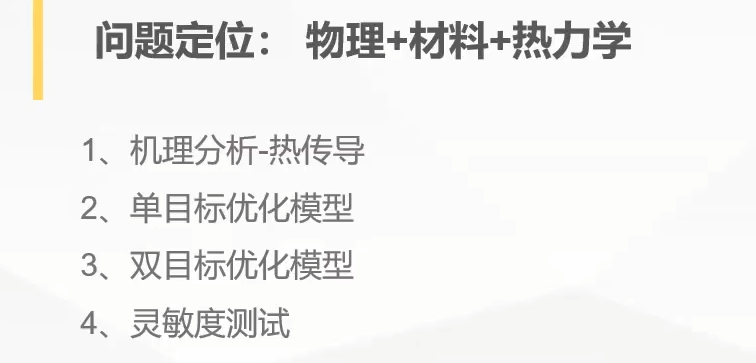 问题定位： 物理+材料+热力学
1、机理分析-热传导
2、单目标优化模型
3、双目标优化模型
4、灵敏度测试